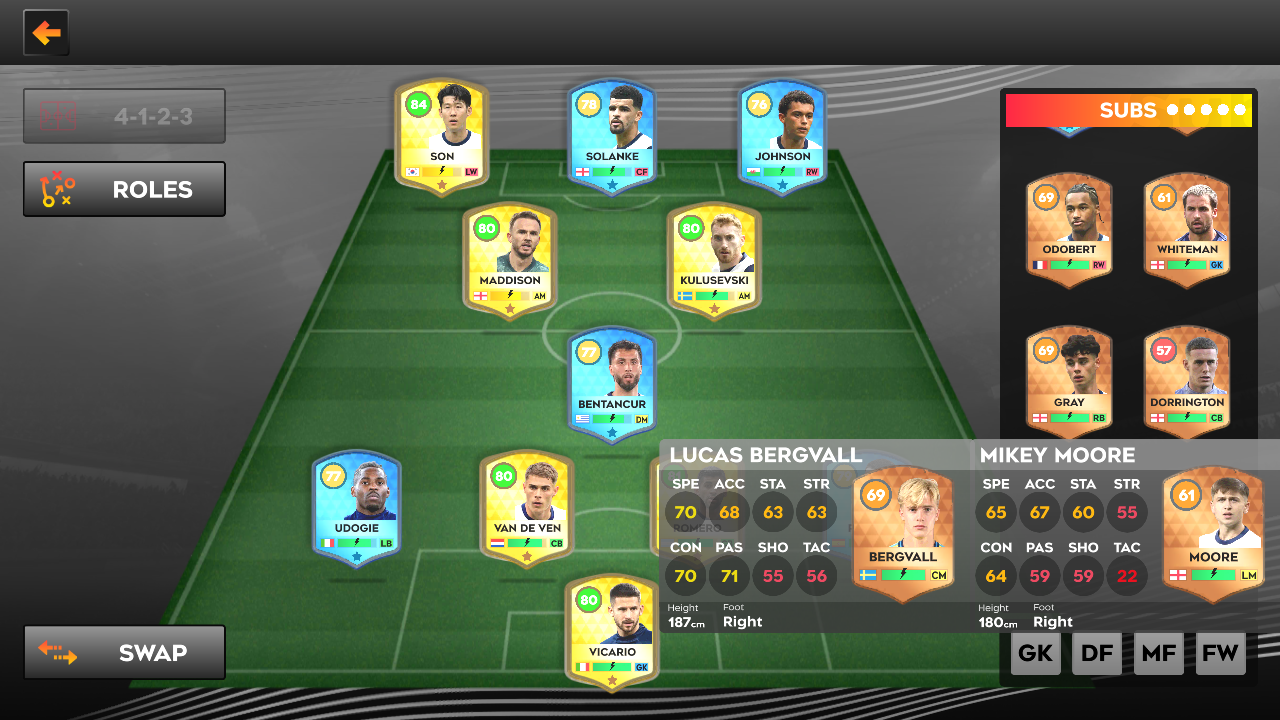 4-1-2-3
ROLES
SWAP
84
SON
LW
78
SOLANKE
CF
76
JOHNSON
RW
80
MADDISON
AM
80
KULUSEVSKI
AM
77
BENTANCUR
DM
77
UDOGIE
LB
80
VAN DE VEN
CB
ROMERO
80
VICARIO
GK
SUBS
69
ODOBERT
RW
61
WHITEMAN
GK
69
GRAY
RB
57
DORRINGTON
CB
LUCAS BERGVALL
SPE ACC STA STR
70 68 63 63
CON PAS SHO TAC
70 71 55 56
Height Foot
187cm Right
69
BERGVALL
CM
MIKEY MOORE
SPE ACC STA STR
65 67 60 55
CON PAS SHO TAC
64 59 59 22
Height Foot
180cm Right
61
MOORE
LM
GK DF MF FW